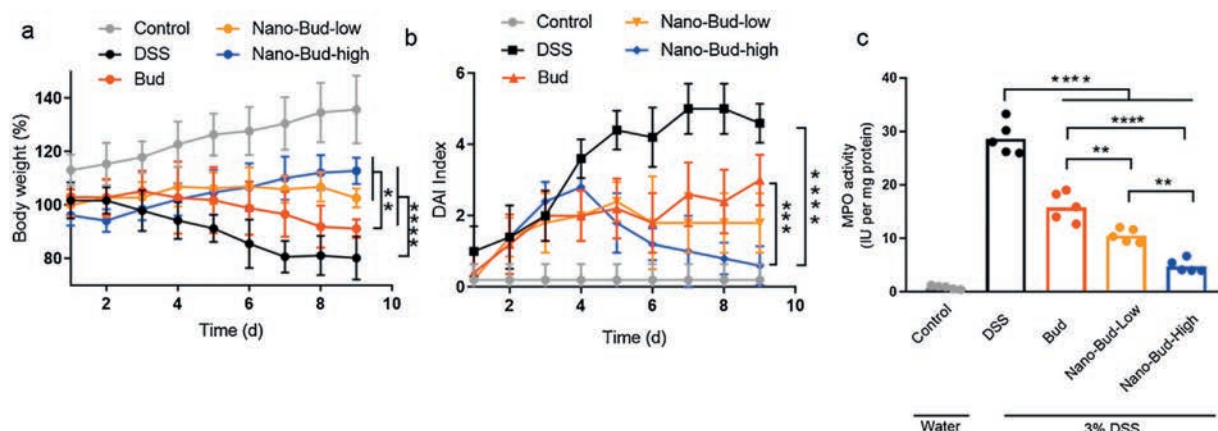 a
Control
DSS
Bud
Nano-Bud-low
Nano-Bud-high
Body weight (%)
140
120
100
80
2 4 6 8 10
Time (d)
**
****
b
Control
DSS
Bud
Nano-Bud-low
Nano-Bud-high
DAI Index
6
4
2
0
2 4 6 8 10
Time (d)
***
****
c
MPO activity
(IU per mg protein)
40
30
20
10
0
****
****
**
**
Control
DSS
Bud
Nano-Bud-Low
Nano-Bud-High
Water
3% DSS